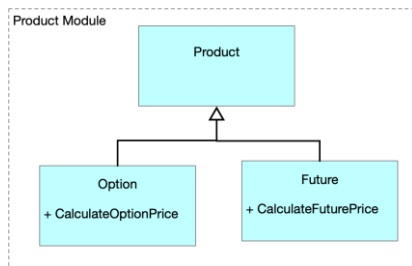 Product Module
Product
Option
+ CalculateOptionPrice
Future
+ CalculateFuturePrice